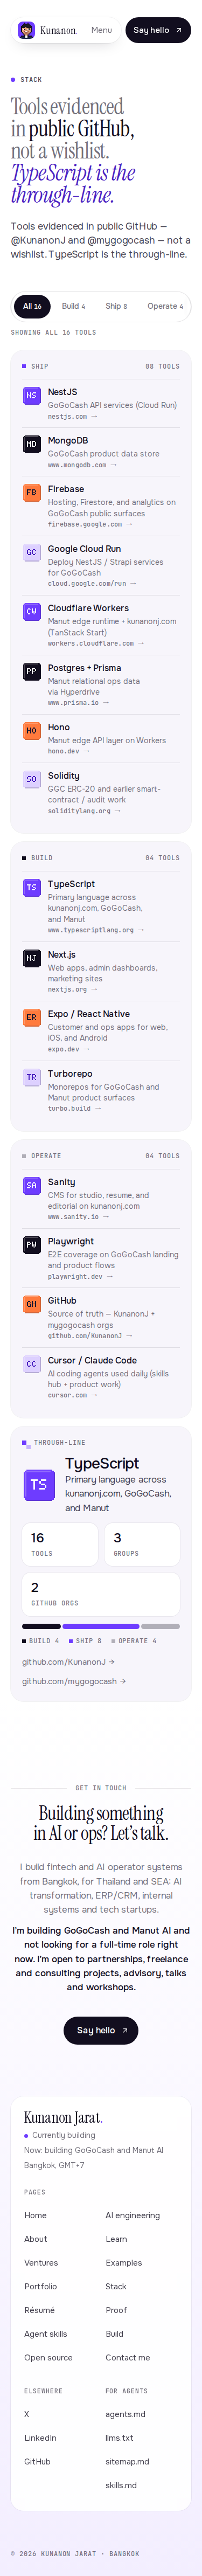 Kunanon.
Menu
Say hello ↗
STACK
Tools evidenced
in public GitHub,
not a wishlist.
TypeScript is the
through-line.
Tools evidenced in public GitHub —
@KunanonJ and @mygogocash — not a
wishlist. TypeScript is the through-line.
All 16
Build 4
Ship 8
Operate 4
SHOWING ALL 16 TOOLS
SHIP
08 TOOLS
NS
NestJS
GoGoCash API services (Cloud Run)
nestjs.com →
MD
MongoDB
GoGoCash product data store
www.mongodb.com →
FB
Firebase
Hosting, Firestore, and analytics on
GoGoCash public surfaces
firebase.google.com →
GC
Google Cloud Run
Deploy NestJS / Strapi services
for GoGoCash
cloud.google.com/run →
CW
Cloudflare Workers
Manut edge runtime + kunanonj.com
(TanStack Start)
workers.cloudflare.com →
PP
Postgres + Prisma
Manut relational ops data
via Hyperdrive
www.prisma.io →
HO
Hono
Manut edge API layer on Workers
hono.dev →
SO
Solidity
GGC ERC-20 and earlier smart-
contract / audit work
soliditylang.org →
BUILD
04 TOOLS
TS
TypeScript
Primary language across
kunanonj.com, GoGoCash,
and Manut
www.typescriptlang.org →
NJ
Next.js
Web apps, admin dashboards,
marketing sites
nextjs.org →
ER
Expo / React Native
Customer and ops apps for web,
iOS, and Android
expo.dev →
TR
Turborepo
Monorepos for GoGoCash and
Manut product surfaces
turbo.build →
OPERATE
04 TOOLS
SA
Sanity
CMS for studio, resume, and
editorial on kunanonj.com
www.sanity.io →
PW
Playwright
E2E coverage on GoGoCash landing
and product flows
playwright.dev →
GH
GitHub
Source of truth — KunanonJ +
mygogocash orgs
github.com/KunanonJ →
CC
Cursor / Claude Code
AI coding agents used daily (skills
hub + product work)
cursor.com →
THROUGH-LINE
TS
TypeScript
Primary language across
kunanonj.com, GoGoCash,
and Manut
16
TOOLS
3
GROUPS
2
GITHUB ORGS
BUILD 4
SHIP 8
OPERATE 4
github.com/KunanonJ →
github.com/mygogocash →
GET IN TOUCH
Building something
in AI or ops? Let's talk.
I build fintech and AI operator systems
from Bangkok, for Thailand and SEA: AI
transformation, ERP/CRM, internal
systems and tech startups.
I'm building GoGoCash and Manut AI and
not looking for a full-time role right
now. I'm open to partnerships, freelance
and consulting projects, advisory, talks
and workshops.
Say hello ↗
Kunanon Jarat.
Currently building
Now: building GoGoCash and Manut AI
Bangkok, GMT+7
PAGES
Home
AI engineering
About
Learn
Ventures
Examples
Portfolio
Stack
Résumé
Proof
Agent skills
Build
Open source
Contact me
ELSEWHERE
FOR AGENTS
X
agents.md
LinkedIn
llms.txt
GitHub
sitemap.md
skills.md
© 2026 KUNANON JARAT · BANGKOK